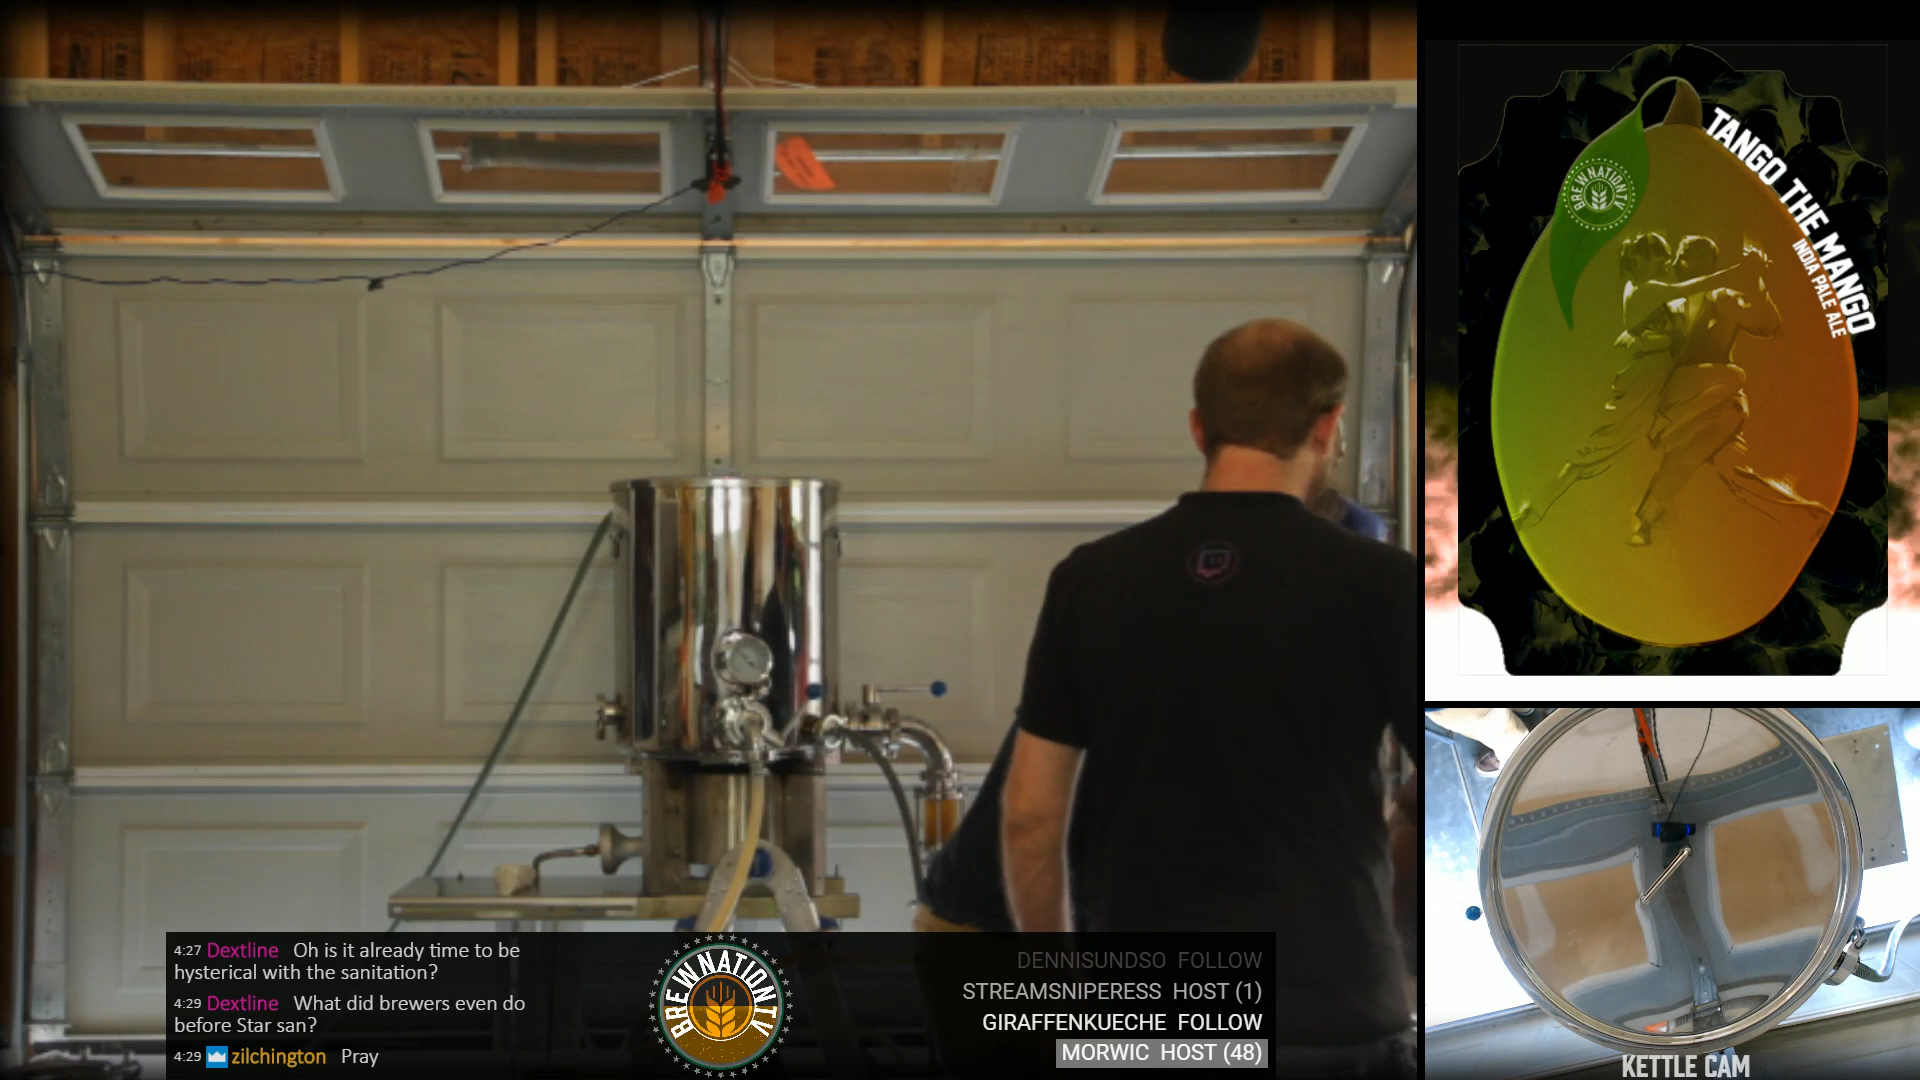 TANGO THE MANGO
INDIA PALE ALE
BREWNATIONTV
4:27 Dextline Oh is it already time to be
hysterical with the sanitation?
4:29 Dextline What did brewers even do
before Star san?
4:29 zilchington Pray
BREWNATIONTV
DENNISUNDSO FOLLOW
STREAMSNIPERESS HOST (1)
GIRAFFENKUECHE FOLLOW
MORWIC HOST (48)
KETTLE CAM